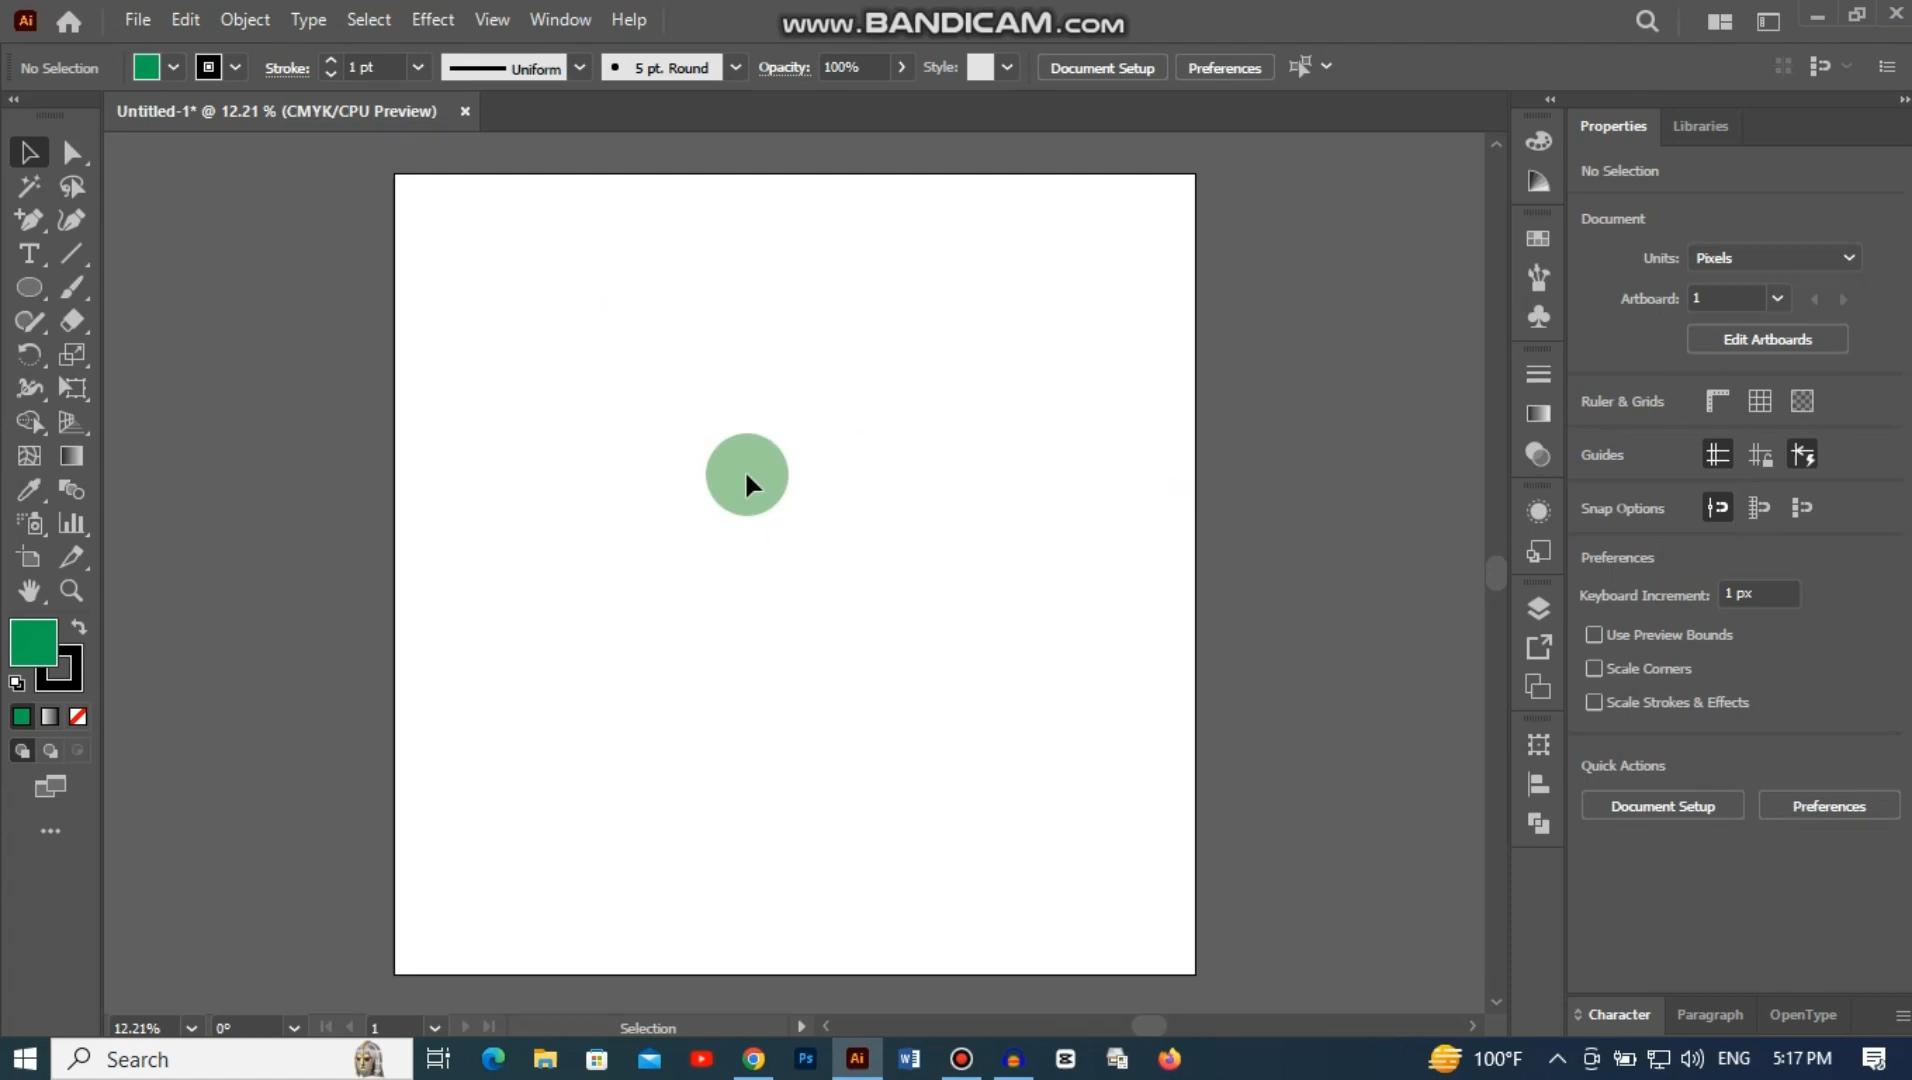 Ai
File Edit Object Type Select Effect View Window Help
www.BANDICAM.com
No Selection
Stroke:
1 pt
Uniform
5 pt. Round
Opacity:
100%
Style:
Document Setup
Preferences
Untitled-1* @ 12.21 % (CMYK/CPU Preview)
Properties
Libraries
No Selection
Document
Units: Pixels
Artboard: 1
Edit Artboards
Ruler & Grids
Guides
Snap Options
Preferences
Keyboard Increment: 1 px
Use Preview Bounds
Scale Corners
Scale Strokes & Effects
Quick Actions
Document Setup
Preferences
Character
Paragraph
OpenType
12.21%
0°
1
Selection
Search
Ps
Ai
W
100°F
ENG
5:17 PM